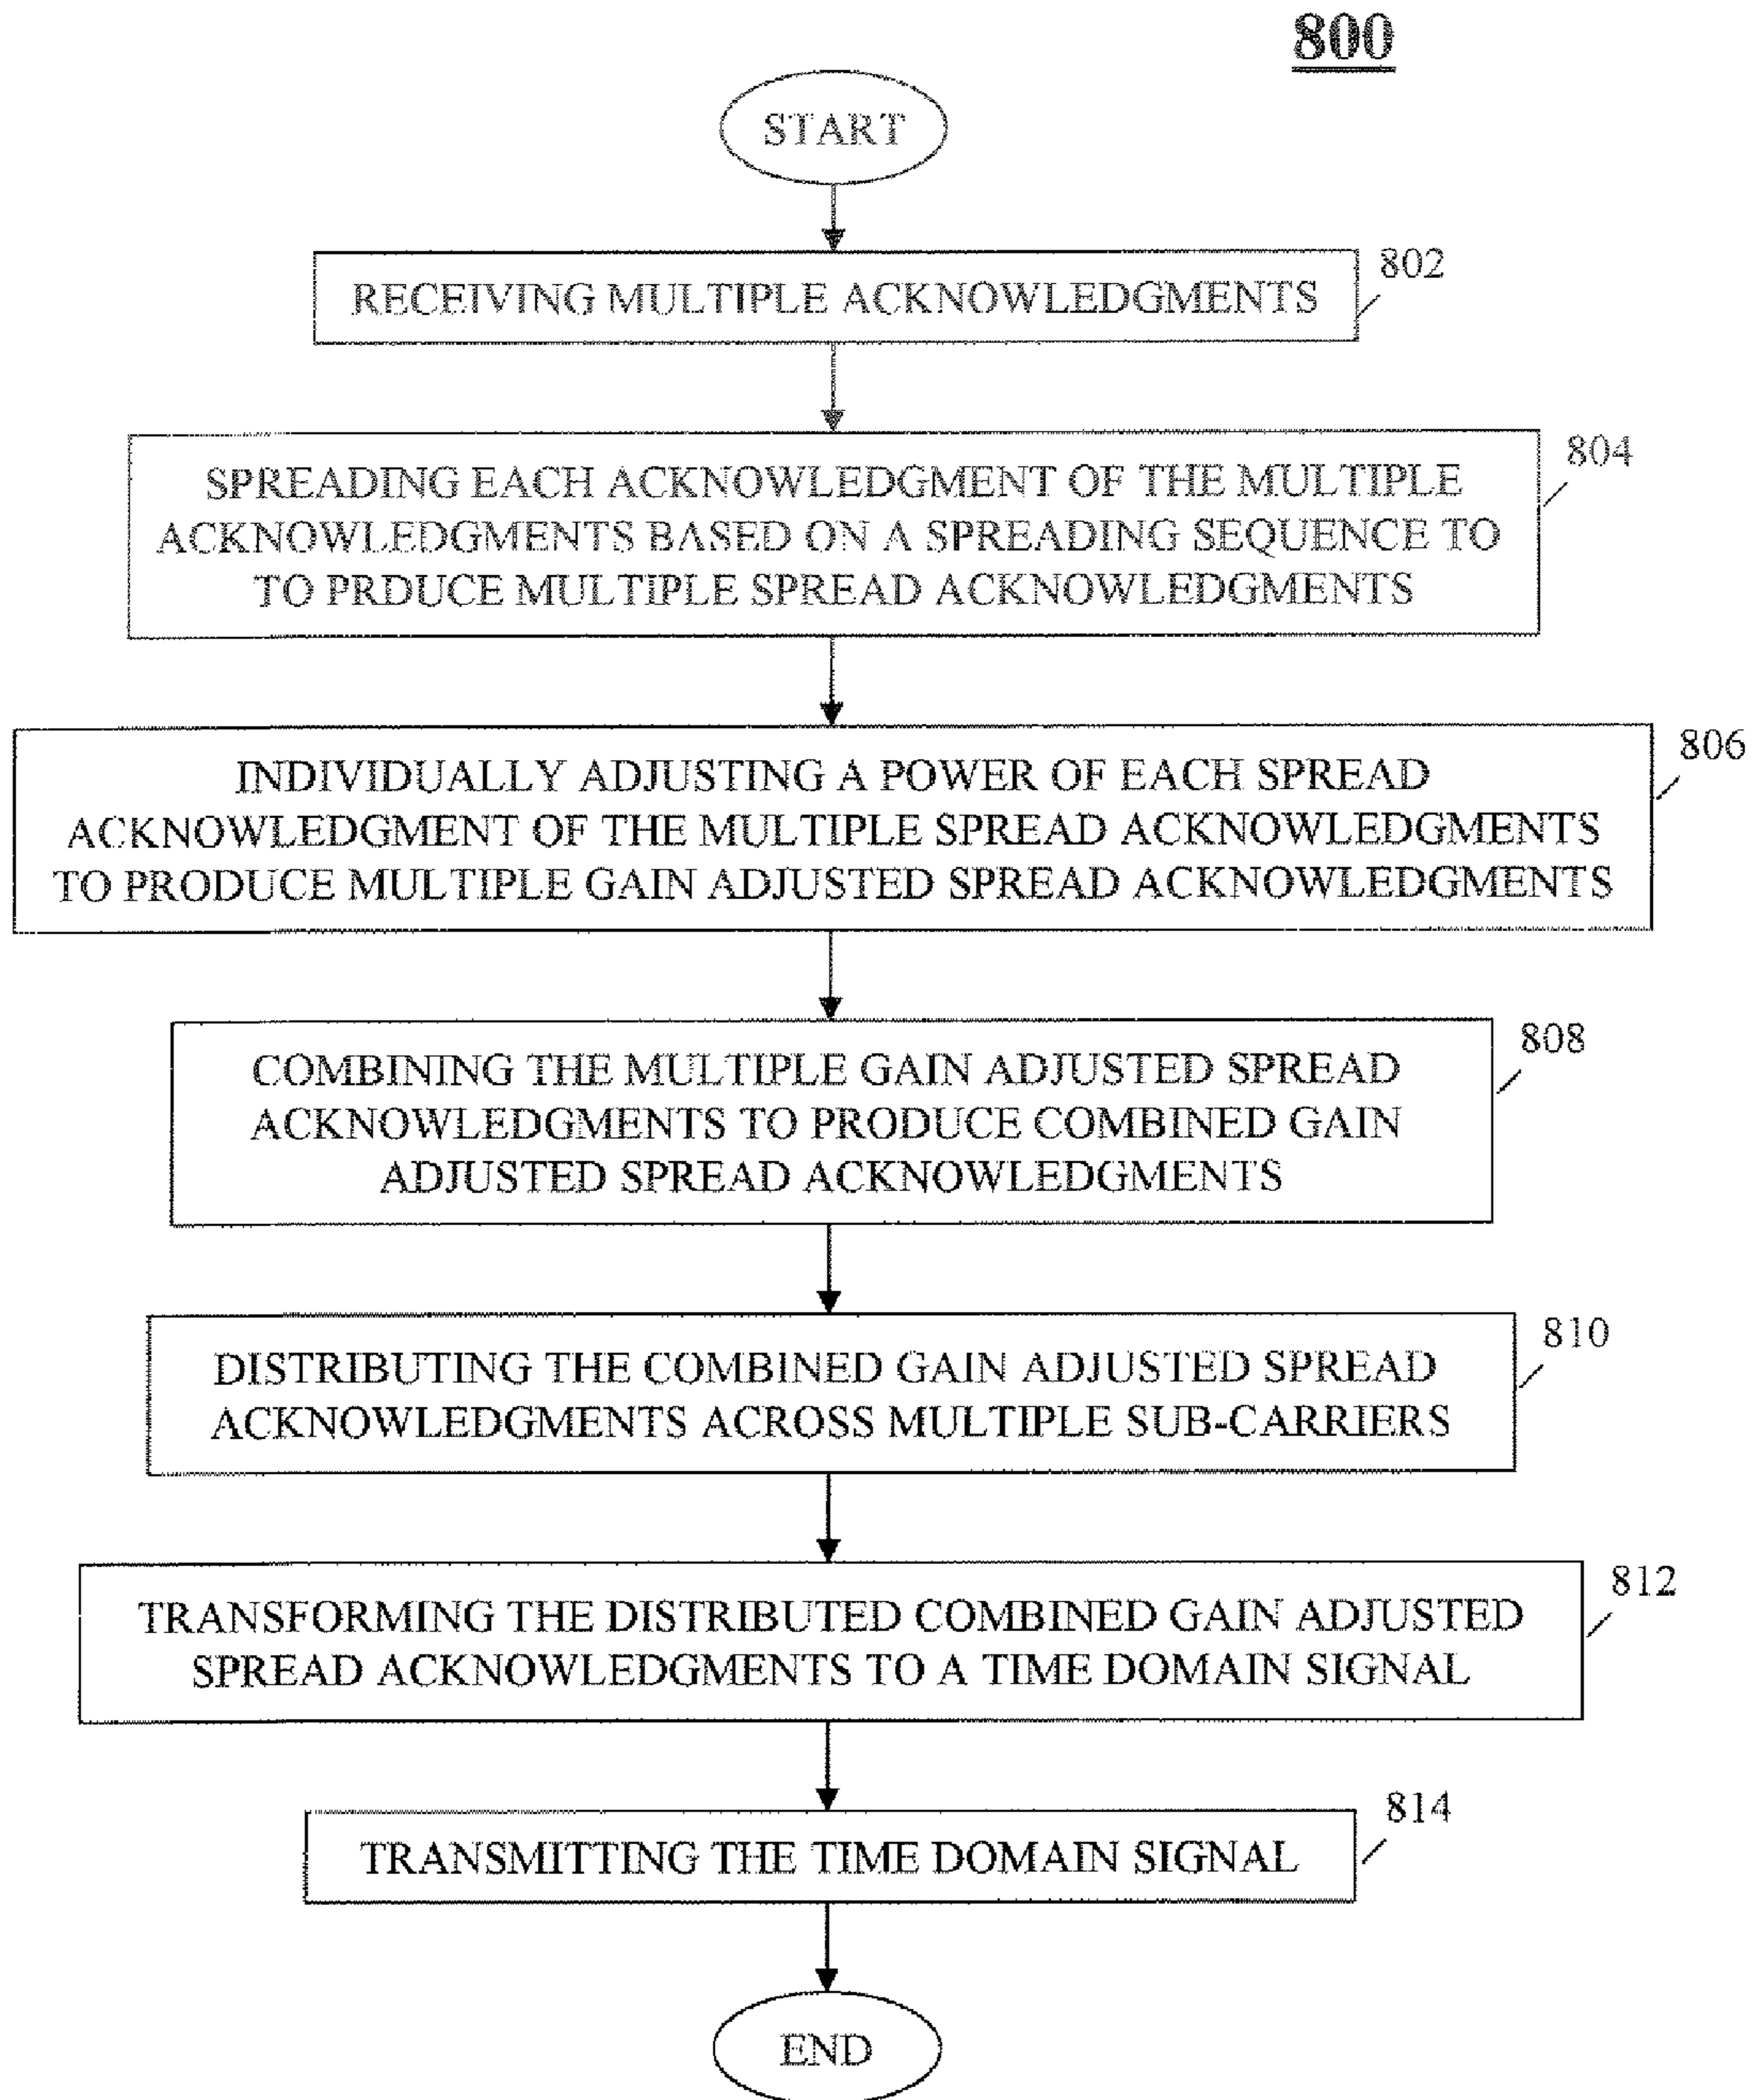 800
START
RECEIVING MULTIPLE ACKNOWLEDGMENTS
802
SPREADING EACH ACKNOWLEDGMENT OF THE MULTIPLE
ACKNOWLEDGMENTS BASED ON A SPREADING SEQUENCE TO
TO PRDUCE MULTIPLE SPREAD ACKNOWLEDGMENTS
804
INDIVIDUALLY ADJUSTING A POWER OF EACH SPREAD
ACKNOWLEDGMENT OF THE MULTIPLE SPREAD ACKNOWLEDGMENTS
TO PRODUCE MULTIPLE GAIN ADJUSTED SPREAD ACKNOWLEDGMENTS
806
COMBINING THE MULTIPLE GAIN ADJUSTED SPREAD
ACKNOWLEDGMENTS TO PRODUCE COMBINED GAIN
ADJUSTED SPREAD ACKNOWLEDGMENTS
808
DISTRIBUTING THE COMBINED GAIN ADJUSTED SPREAD
ACKNOWLEDGMENTS ACROSS MULTIPLE SUB-CARRIERS
810
TRANSFORMING THE DISTRIBUTED COMBINED GAIN ADJUSTED
SPREAD ACKNOWLEDGMENTS TO A TIME DOMAIN SIGNAL
812
TRANSMITTING THE TIME DOMAIN SIGNAL
814
END